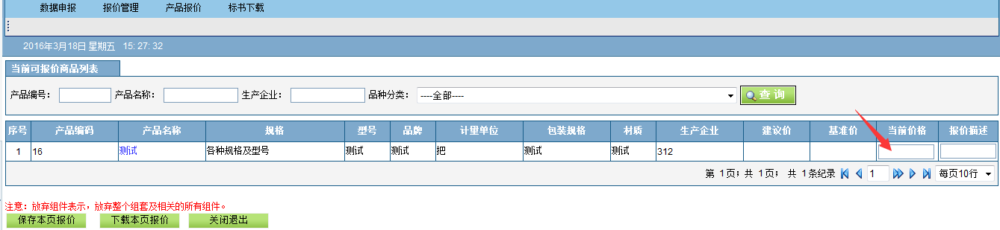 数据申报 报价管理 产品报价 标书下载
2016年3月18日 星期五 15: 27: 32
当前可报价商品列表
产品编号： 产品名称： 生产企业： 品种分类： ----全部---- 查 询
序号 产品编码 产品名称 规格 型号 品牌 计量单位 包装规格 材质 生产企业 建议价 基准价 当前价格 报价描述
1 16 测试 各种规格及型号 测试 测试 把 测试 测试 312
第 1页；共 1页； 共 1条纪录 1 每页10行
注意：放弃组件表示，放弃整个组套及相关的所有组件。
保存本页报价 下载本页报价 关闭退出